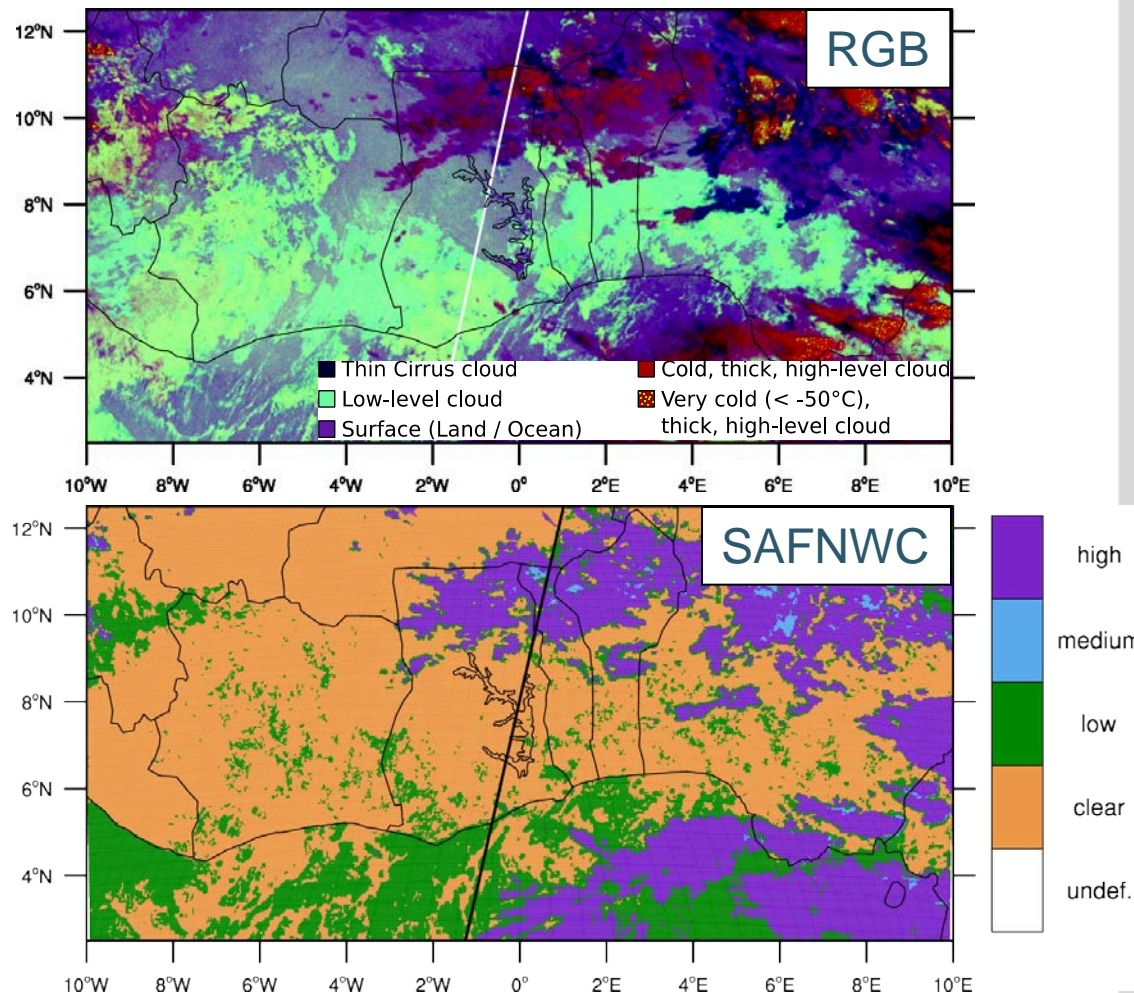 RGB
12°N
10°N
8°N
6°N
4°N
Thin Cirrus cloud
Cold, thick, high-level cloud
Low-level cloud
Very cold (< -50°C),
thick, high-level cloud
Surface (Land / Ocean)
10°W 8°W 6°W 4°W 2°W 0° 2°E 4°E 6°E 8°E 10°E
SAFNWC
12°N
10°N
8°N
6°N
4°N
10°W 8°W 6°W 4°W 2°W 0° 2°E 4°E 6°E 8°E 10°E
high
medium
low
clear
undef.